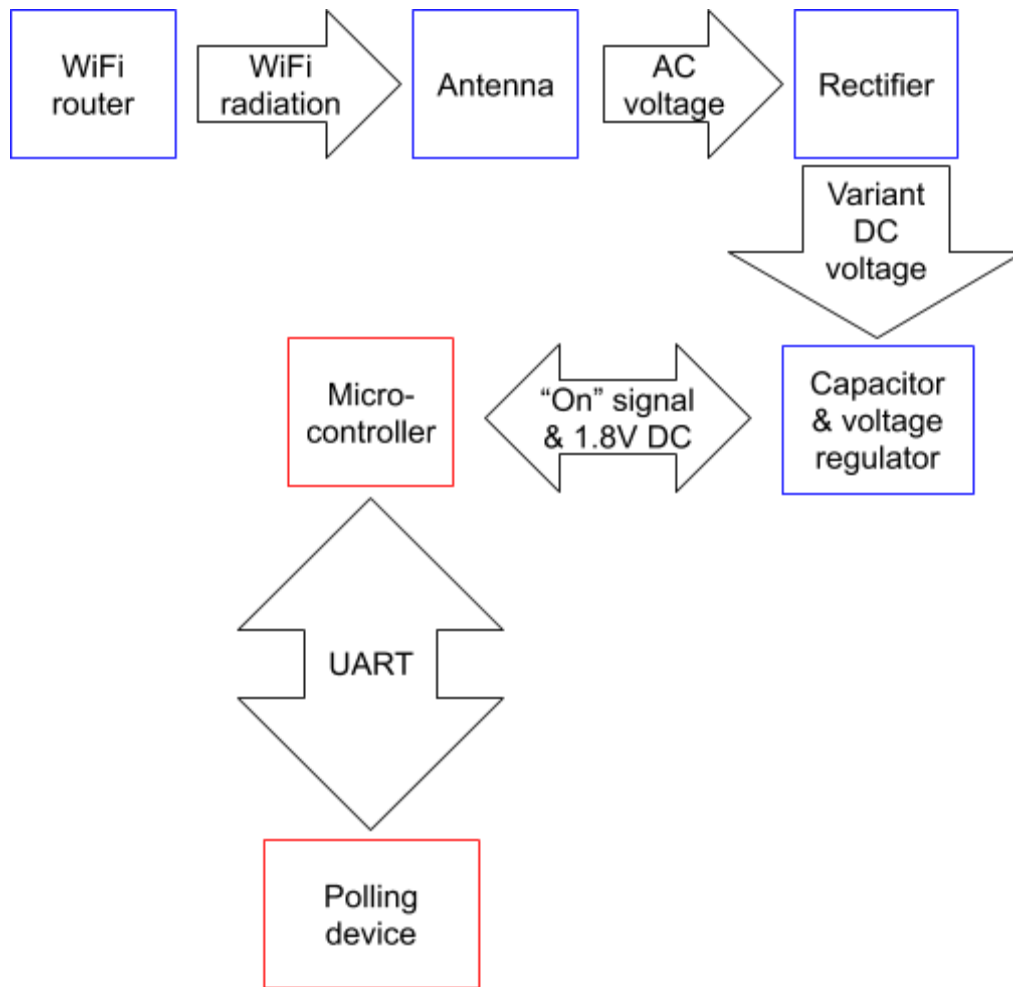 WiFi
router
WiFi
radiation
Antenna
AC
voltage
Rectifier
Variant
DC
voltage
Micro-
controller
“On” signal
& 1.8V DC
Capacitor
& voltage
regulator
UART
Polling
device